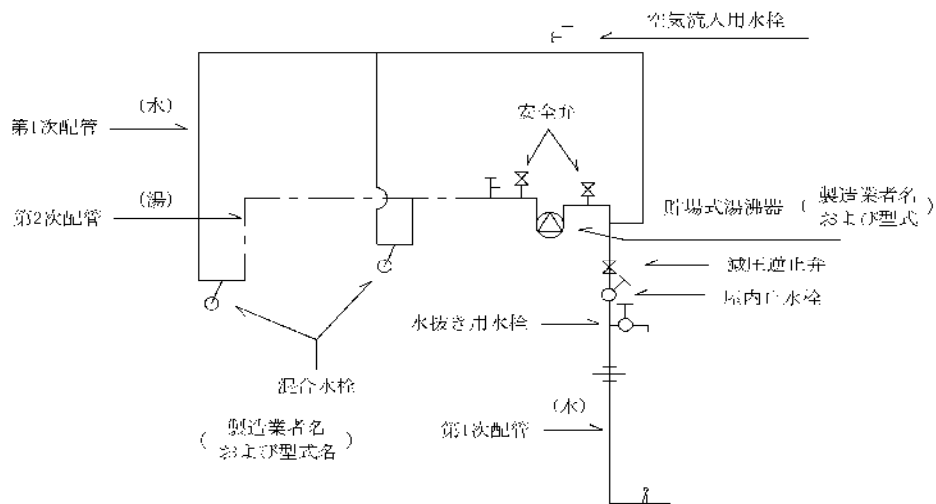 空気流入用水栓
(水)
安全弁
第1次配管
(湯)
第2次配管
貯場式湯沸器
(製造業者名
および型式)
減圧逆止弁
屋内止水栓
水抜き用水栓
混合水栓
(水)
(製造業者名
および型式名)
第1次配管